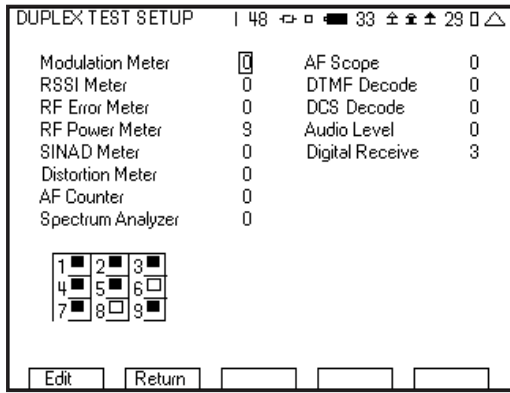 DUPLEX TEST SETUP 48 33 29
Modulation Meter 0 AF Scope 0
RSSI Meter 0 DTMF Decode 0
RF Error Meter 0 DCS Decode 0
RF Power Meter 9 Audio Level 0
SINAD Meter 0 Digital Receive 3
Distortion Meter 0
AF Counter 0
Spectrum Analyzer 0
1 2 3
4 5 6
7 8 9
Edit Return